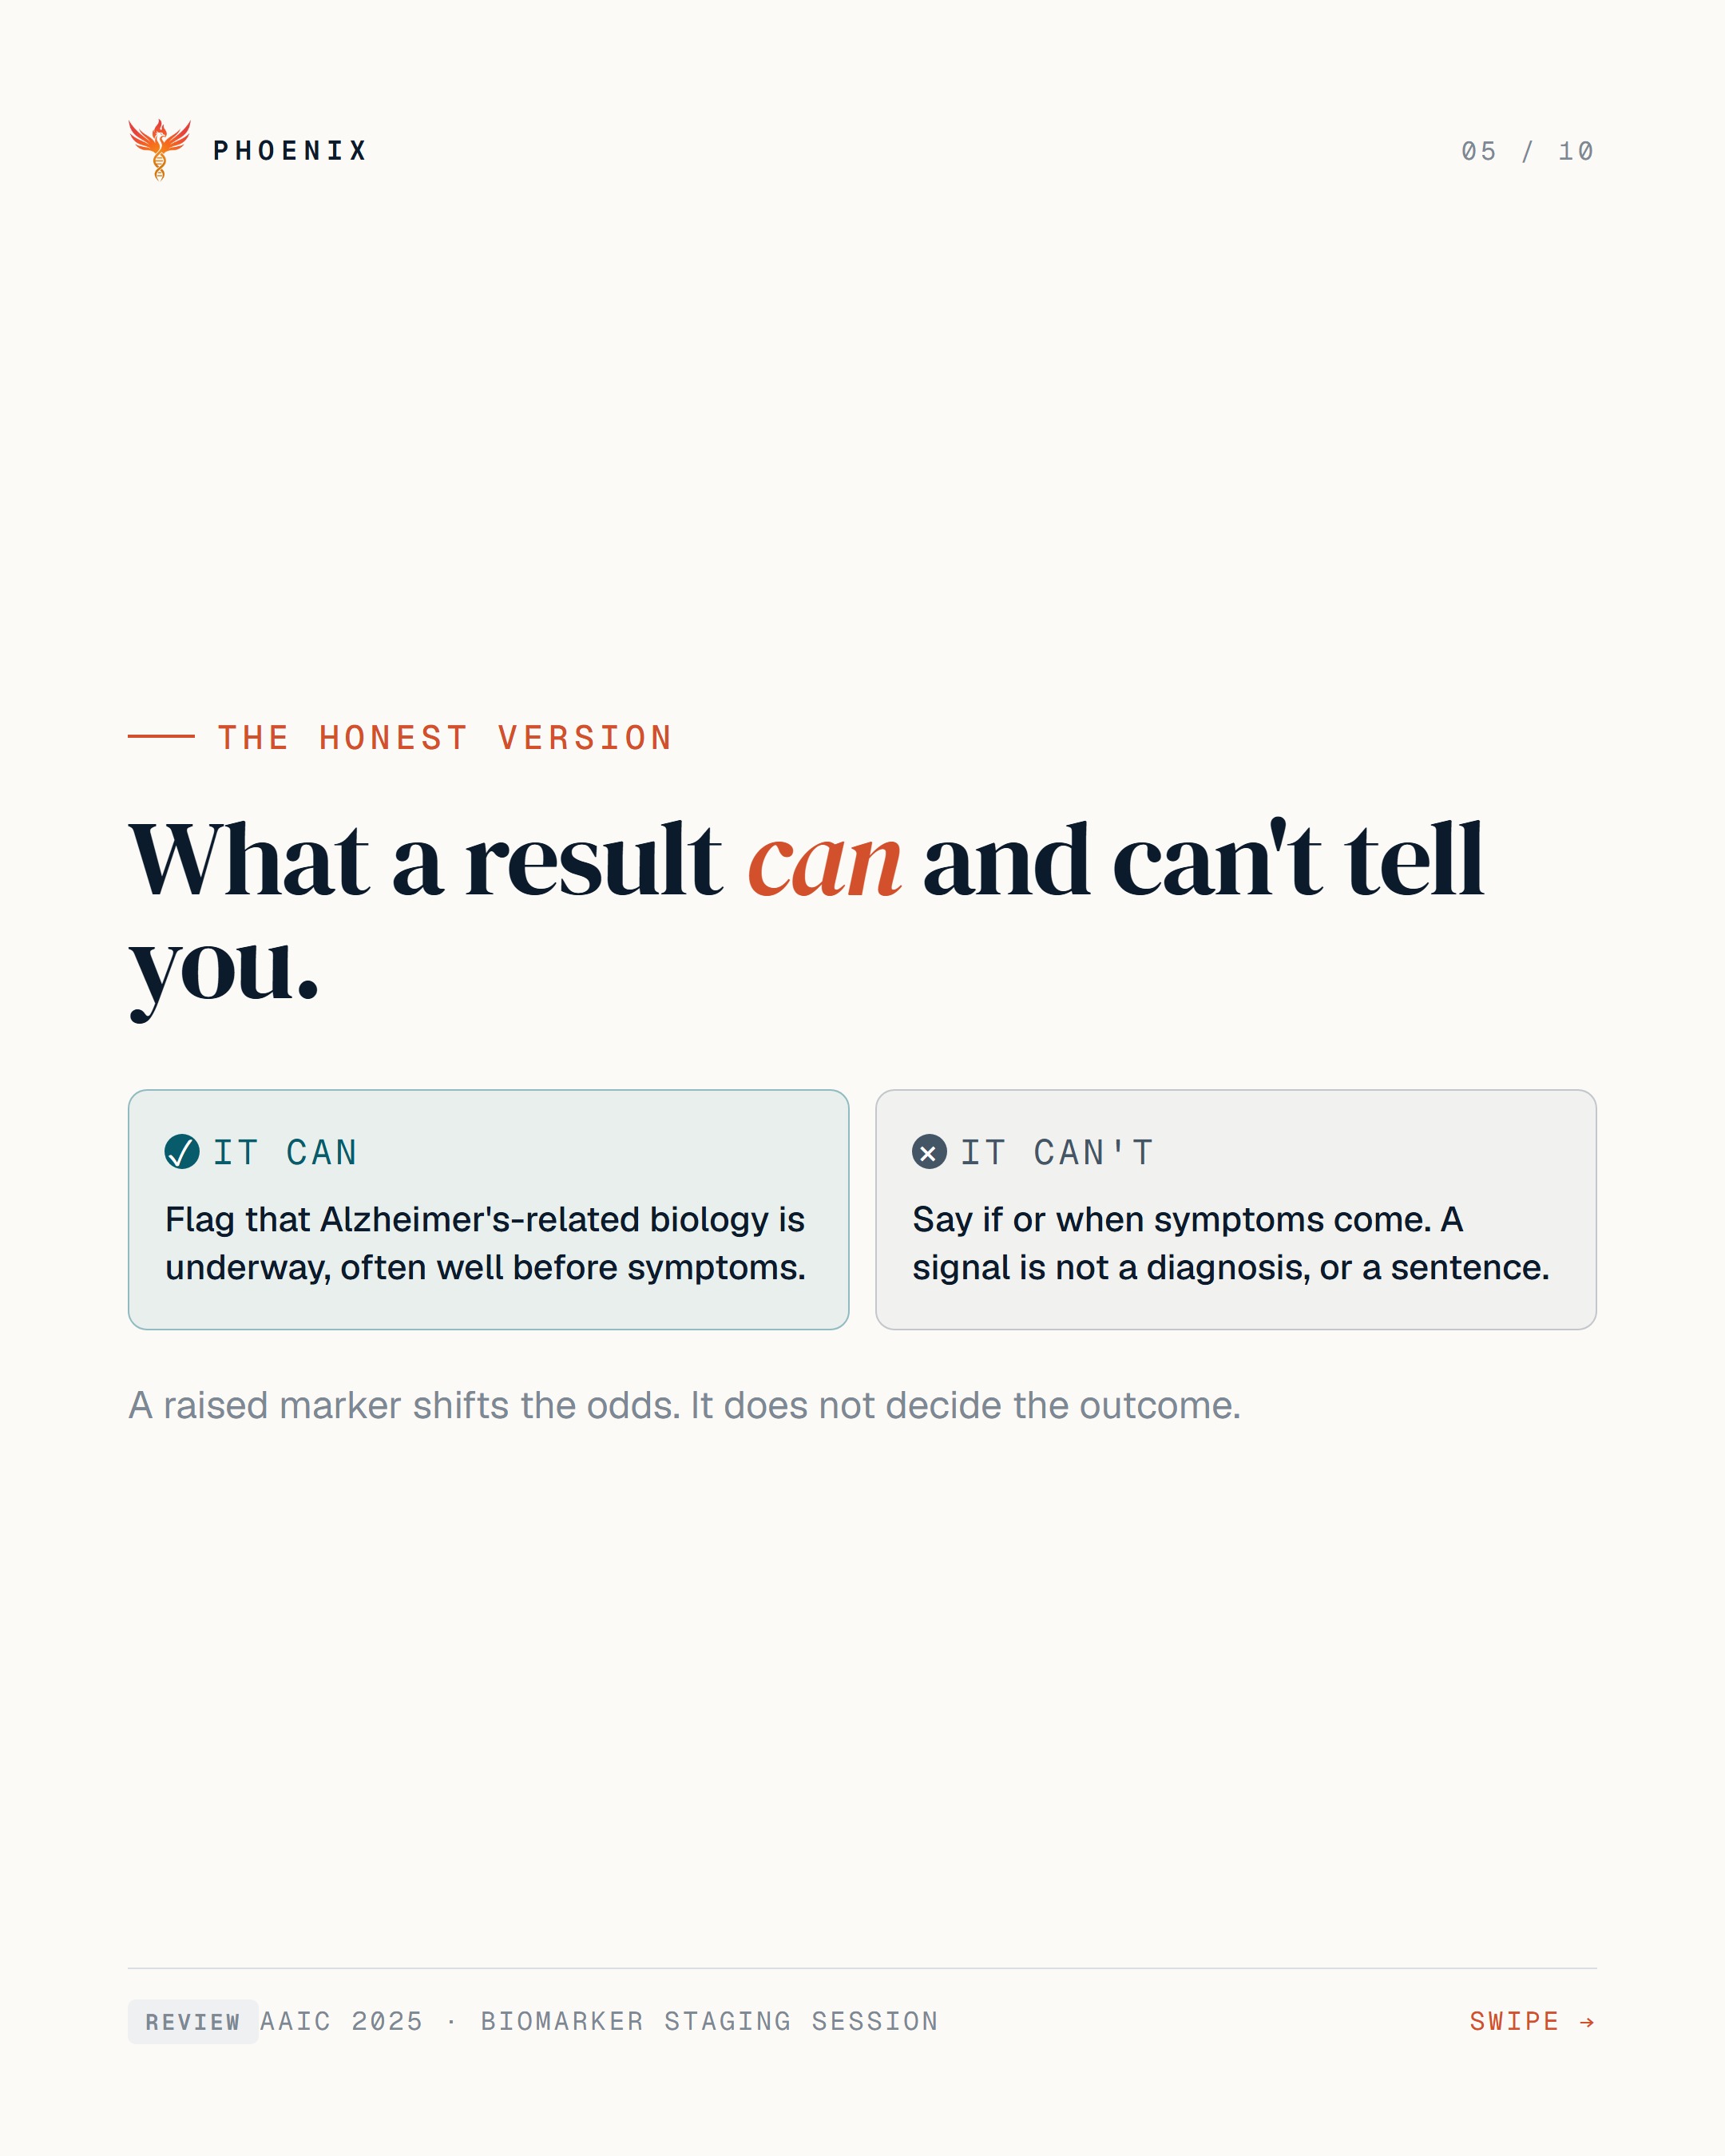 PHOENIX
05 / 10
THE HONEST VERSION
What a result can and can't tell
you.
✓ IT CAN
Flag that Alzheimer's-related biology is
underway, often well before symptoms.
× IT CAN'T
Say if or when symptoms come. A
signal is not a diagnosis, or a sentence.
A raised marker shifts the odds. It does not decide the outcome.
REVIEW AAIC 2025 · BIOMARKER STAGING SESSION
SWIPE →